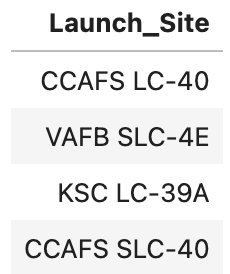 Launch_Site
CCAFS LC-40
VAFB SLC-4E
KSC LC-39A
CCAFS SLC-40